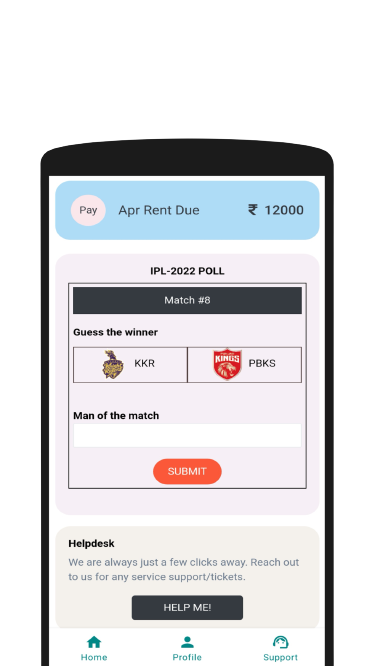 Pay Apr Rent Due ₹ 12000
IPL-2022 POLL
Match #8
Guess the winner
KKR KINGS PBKS
Man of the match
SUBMIT
Helpdesk
We are always just a few clicks away. Reach out
to us for any service support/tickets.
HELP ME!
Home Profile Support